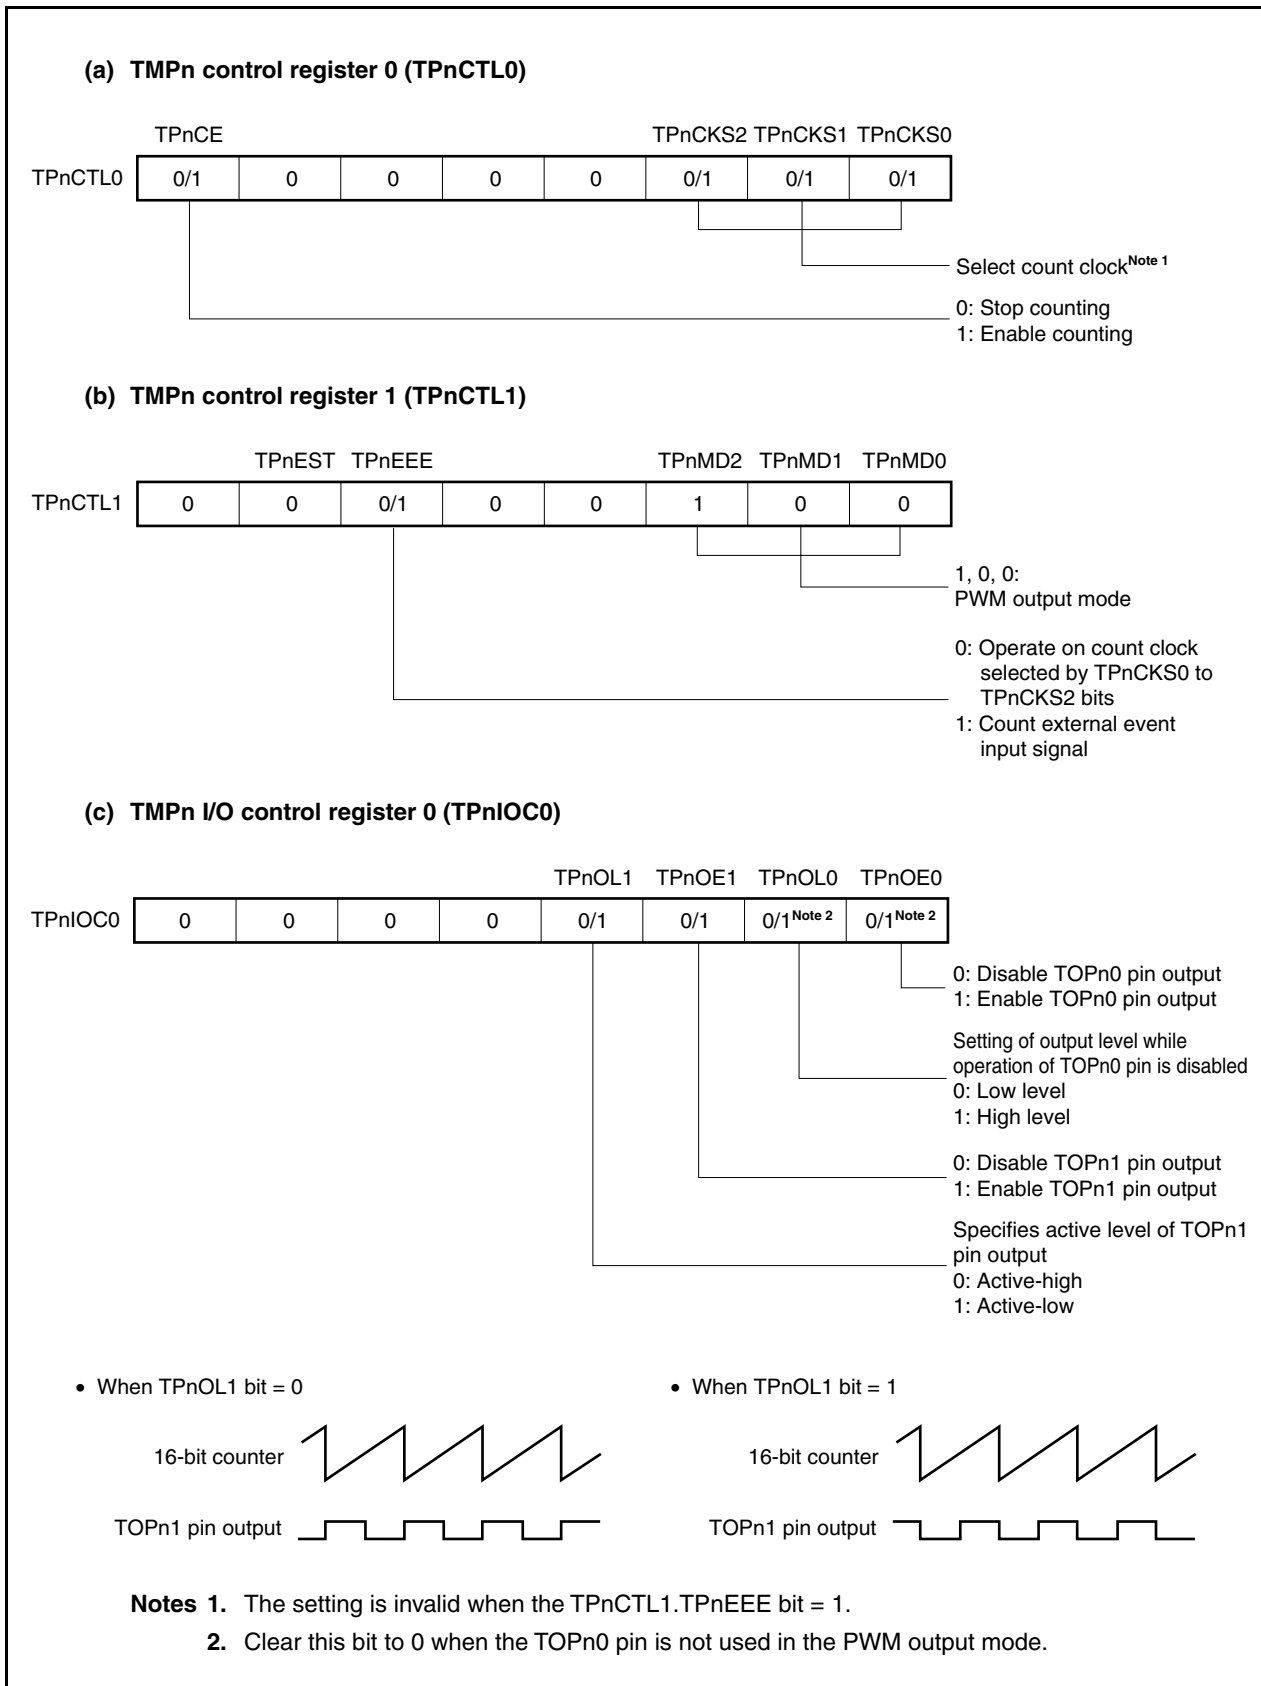 (a) TMPn control register 0 (TPnCTL0)
TPnCE TPnCKS2 TPnCKS1 TPnCKS0
TPnCTL0 0/1 0 0 0 0 0/1 0/1 0/1
Select count clockNote 1
0: Stop counting
1: Enable counting
(b) TMPn control register 1 (TPnCTL1)
TPnEST TPnEEE TPnMD2 TPnMD1 TPnMD0
TPnCTL1 0 0 0/1 0 0 1 0 0
1, 0, 0:
PWM output mode
0: Operate on count clock
selected by TPnCKS0 to
TPnCKS2 bits
1: Count external event
input signal
(c) TMPn I/O control register 0 (TPnIOC0)
TPnOL1 TPnOE1 TPnOL0 TPnOE0
TPnIOC0 0 0 0 0 0/1 0/1 0/1Note 2 0/1Note 2
0: Disable TOPn0 pin output
1: Enable TOPn0 pin output
Setting of output level while
operation of TOPn0 pin is disabled
0: Low level
1: High level
0: Disable TOPn1 pin output
1: Enable TOPn1 pin output
Specifies active level of TOPn1
pin output
0: Active-high
1: Active-low
• When TPnOL1 bit = 0
16-bit counter
TOPn1 pin output
• When TPnOL1 bit = 1
16-bit counter
TOPn1 pin output
Notes 1. The setting is invalid when the TPnCTL1.TPnEEE bit = 1.
2. Clear this bit to 0 when the TOPn0 pin is not used in the PWM output mode.